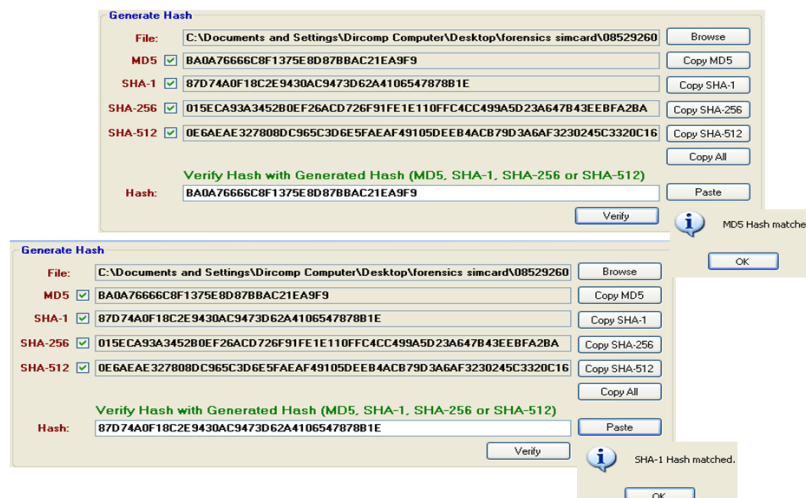 Generate Hash
File: C:\Documents and Settings\Dircomp Computer\Desktop\forensics simcard\08529260 Browse
MD5 BA0A76666C8F1375E8D87BBAC21EA9F9 Copy MD5
SHA-1 87D74A0F18C2E9430AC9473D62A4106547878B1E Copy SHA-1
SHA-256 015ECA93A3452B0EF26ACD726F91FE1E110FFC4CC499A5D23A647B43EEBFA2BA Copy SHA-256
SHA-512 0E6AEAE327808DC965C3D6E5FAEAF49105DEEB4ACB79D3A6AF3230245C3320C16 Copy SHA-512
Copy All
Verify Hash with Generated Hash (MD5, SHA-1, SHA-256 or SHA-512)
Hash: BA0A76666C8F1375E8D87BBAC21EA9F9 Paste
Verify
MD5 Hash matche
OK
Generate Hash
File: C:\Documents and Settings\Dircomp Computer\Desktop\forensics simcard\08529260 Browse
MD5 BA0A76666C8F1375E8D87BBAC21EA9F9 Copy MD5
SHA-1 87D74A0F18C2E9430AC9473D62A4106547878B1E Copy SHA-1
SHA-256 015ECA93A3452B0EF26ACD726F91FE1E110FFC4CC499A5D23A647B43EEBFA2BA Copy SHA-256
SHA-512 0E6AEAE327808DC965C3D6E5FAEAF49105DEEB4ACB79D3A6AF3230245C3320C16 Copy SHA-512
Copy All
Verify Hash with Generated Hash (MD5, SHA-1, SHA-256 or SHA-512)
Hash: 87D74A0F18C2E9430AC9473D62A4106547878B1E Paste
Verify
SHA-1 Hash matched.
OK